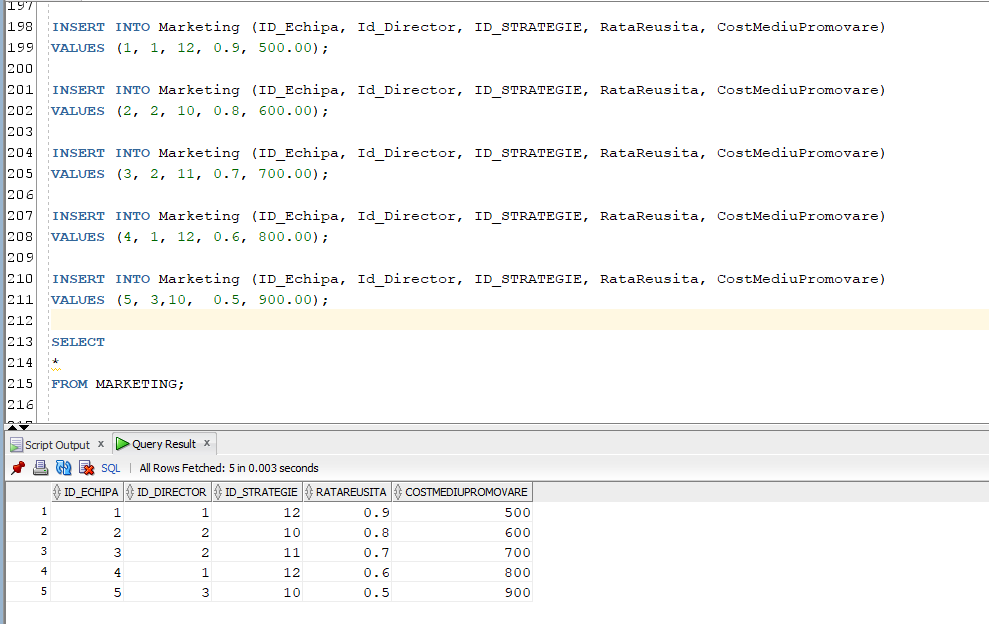 197
198 INSERT INTO Marketing (ID_Echipa, Id_Director, ID_STRATEGIE, RataReusita, CostMediuPromovare)
199 VALUES (1, 1, 12, 0.9, 500.00);
200
201 INSERT INTO Marketing (ID_Echipa, Id_Director, ID_STRATEGIE, RataReusita, CostMediuPromovare)
202 VALUES (2, 2, 10, 0.8, 600.00);
203
204 INSERT INTO Marketing (ID_Echipa, Id_Director, ID_STRATEGIE, RataReusita, CostMediuPromovare)
205 VALUES (3, 2, 11, 0.7, 700.00);
206
207 INSERT INTO Marketing (ID_Echipa, Id_Director, ID_STRATEGIE, RataReusita, CostMediuPromovare)
208 VALUES (4, 1, 12, 0.6, 800.00);
209
210 INSERT INTO Marketing (ID_Echipa, Id_Director, ID_STRATEGIE, RataReusita, CostMediuPromovare)
211 VALUES (5, 3,10,  0.5, 900.00);
212
213 SELECT
214 *
215 FROM MARKETING;
216
Script Output x Query Result x
SQL | All Rows Fetched: 5 in 0.003 seconds
ID_ECHIPA ID_DIRECTOR ID_STRATEGIE RATAREUSITA COSTMEDIUPROMOVARE
1 1 1 12 0.9 500
2 2 2 10 0.8 600
3 3 2 11 0.7 700
4 4 1 12 0.6 800
5 5 3 10 0.5 900